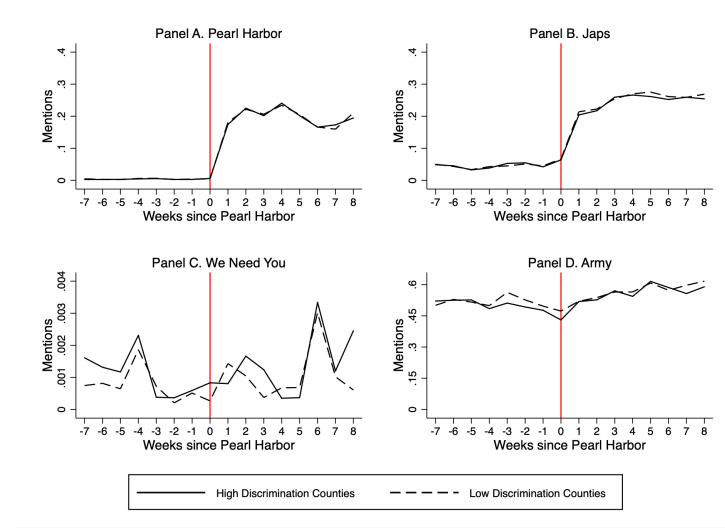 Panel A. Pearl Harbor
Mentions
.4
.3
.2
.1
0
-7 -6 -5 -4 -3 -2 -1 0 1 2 3 4 5 6 7 8
Weeks since Pearl Harbor
Panel B. Japs
Mentions
.4
.3
.2
.1
0
-7 -6 -5 -4 -3 -2 -1 0 1 2 3 4 5 6 7 8
Weeks since Pearl Harbor
Panel C. We Need You
Mentions
.004
.003
.002
.001
0
-7 -6 -5 -4 -3 -2 -1 0 1 2 3 4 5 6 7 8
Weeks since Pearl Harbor
Panel D. Army
Mentions
.6
.45
.3
.15
0
-7 -6 -5 -4 -3 -2 -1 0 1 2 3 4 5 6 7 8
Weeks since Pearl Harbor
High Discrimination Counties
Low Discrimination Counties